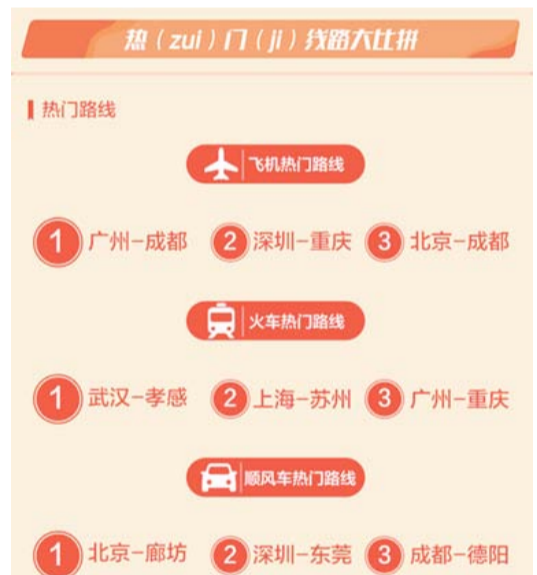 热（zui）门（ji）线路大比拼
热门路线
飞机热门路线
1 广州-成都 2 深圳-重庆 3 北京-成都
火车热门路线
1 武汉-孝感 2 上海-苏州 3 广州-重庆
顺风车热门路线
1 北京-廊坊 2 深圳-东莞 3 成都-德阳